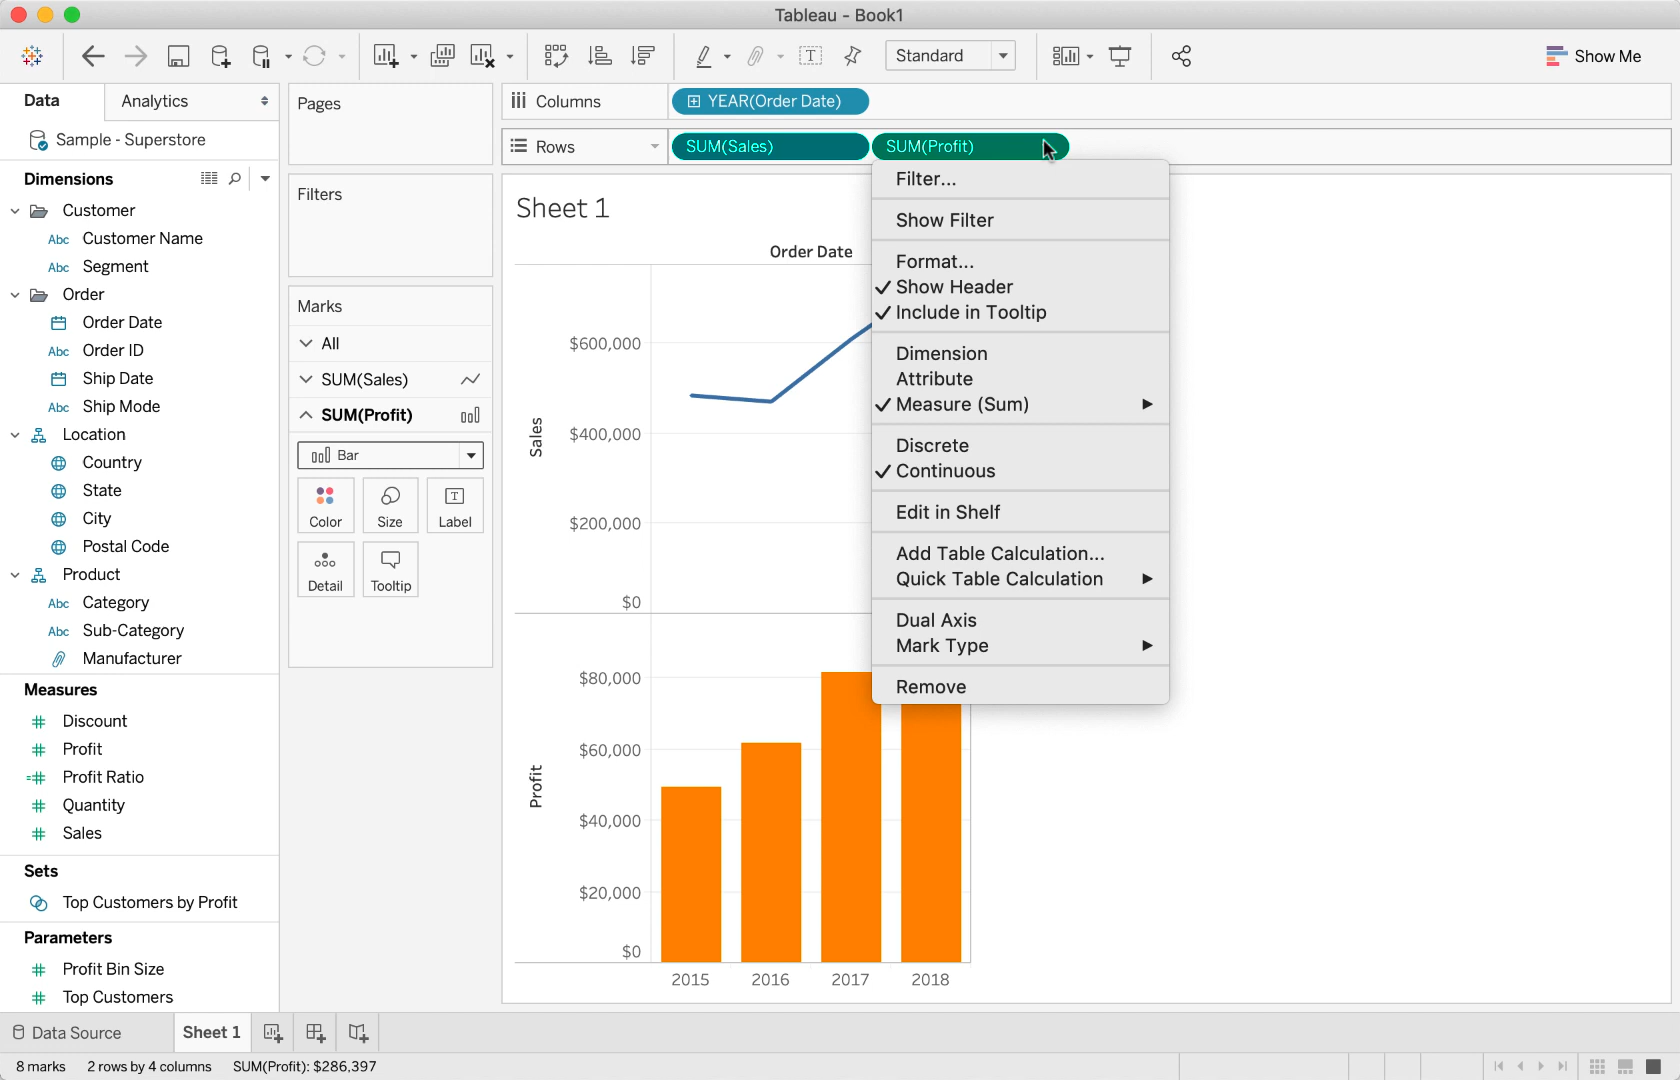 Tableau - Book1
Standard
Show Me
Data
Analytics
Sample - Superstore
Dimensions
Customer
Abc Customer Name
Abc Segment
Order
Order Date
Abc Order ID
Ship Date
Abc Ship Mode
Location
Country
State
City
Postal Code
Product
Abc Category
Abc Sub-Category
Manufacturer
Measures
Discount
Profit
Profit Ratio
Quantity
Sales
Sets
Top Customers by Profit
Parameters
Profit Bin Size
Top Customers
Pages
Filters
Marks
All
SUM(Sales)
SUM(Profit)
Bar
Color
Size
T
Label
Detail
Tooltip
Columns
YEAR(Order Date)
Rows
SUM(Sales)
SUM(Profit)
Sheet 1
Order Date
Sales
$600,000
$400,000
$200,000
$0
Profit
$80,000
$60,000
$40,000
$20,000
$0
2015
2016
2017
2018
Filter...
Show Filter
Format...
Show Header
Include in Tooltip
Dimension
Attribute
Measure (Sum)
Discrete
Continuous
Edit in Shelf
Add Table Calculation...
Quick Table Calculation
Dual Axis
Mark Type
Remove
Data Source
Sheet 1
8 marks
2 rows by 4 columns
SUM(Profit): $286,397